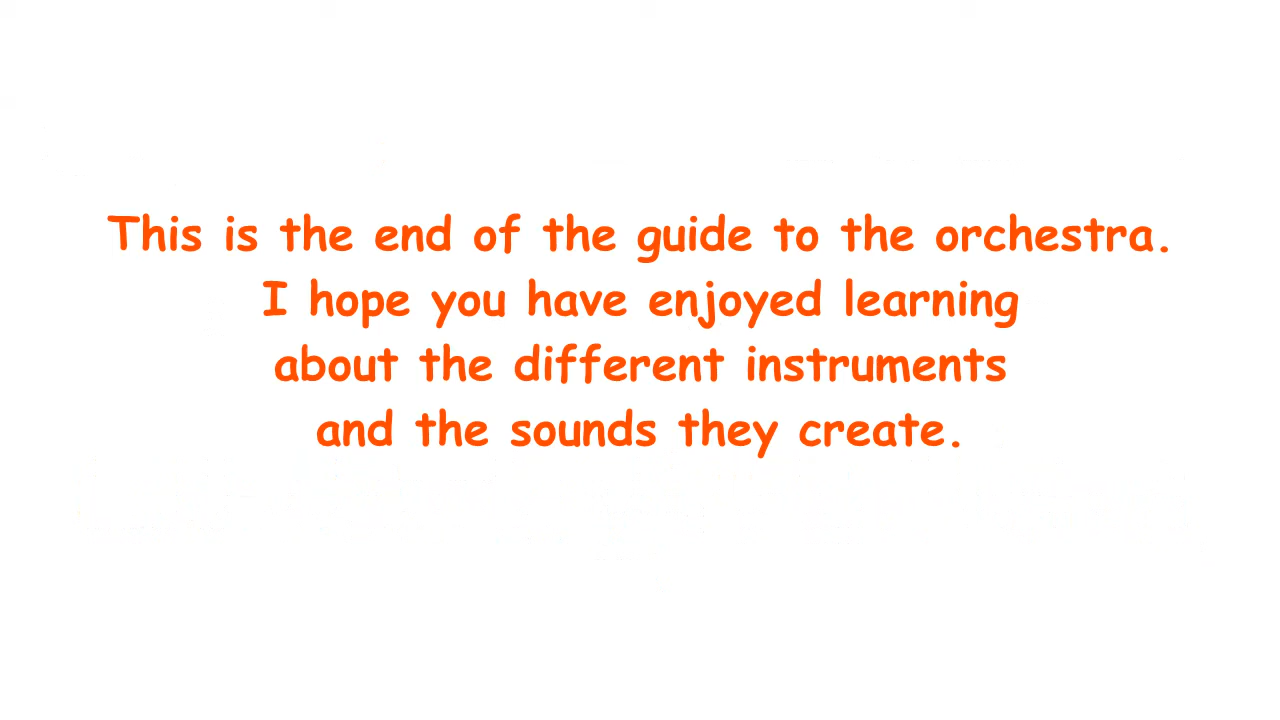 This is the end of the guide to the orchestra.
I hope you have enjoyed learning
about the different instruments
and the sounds they create.